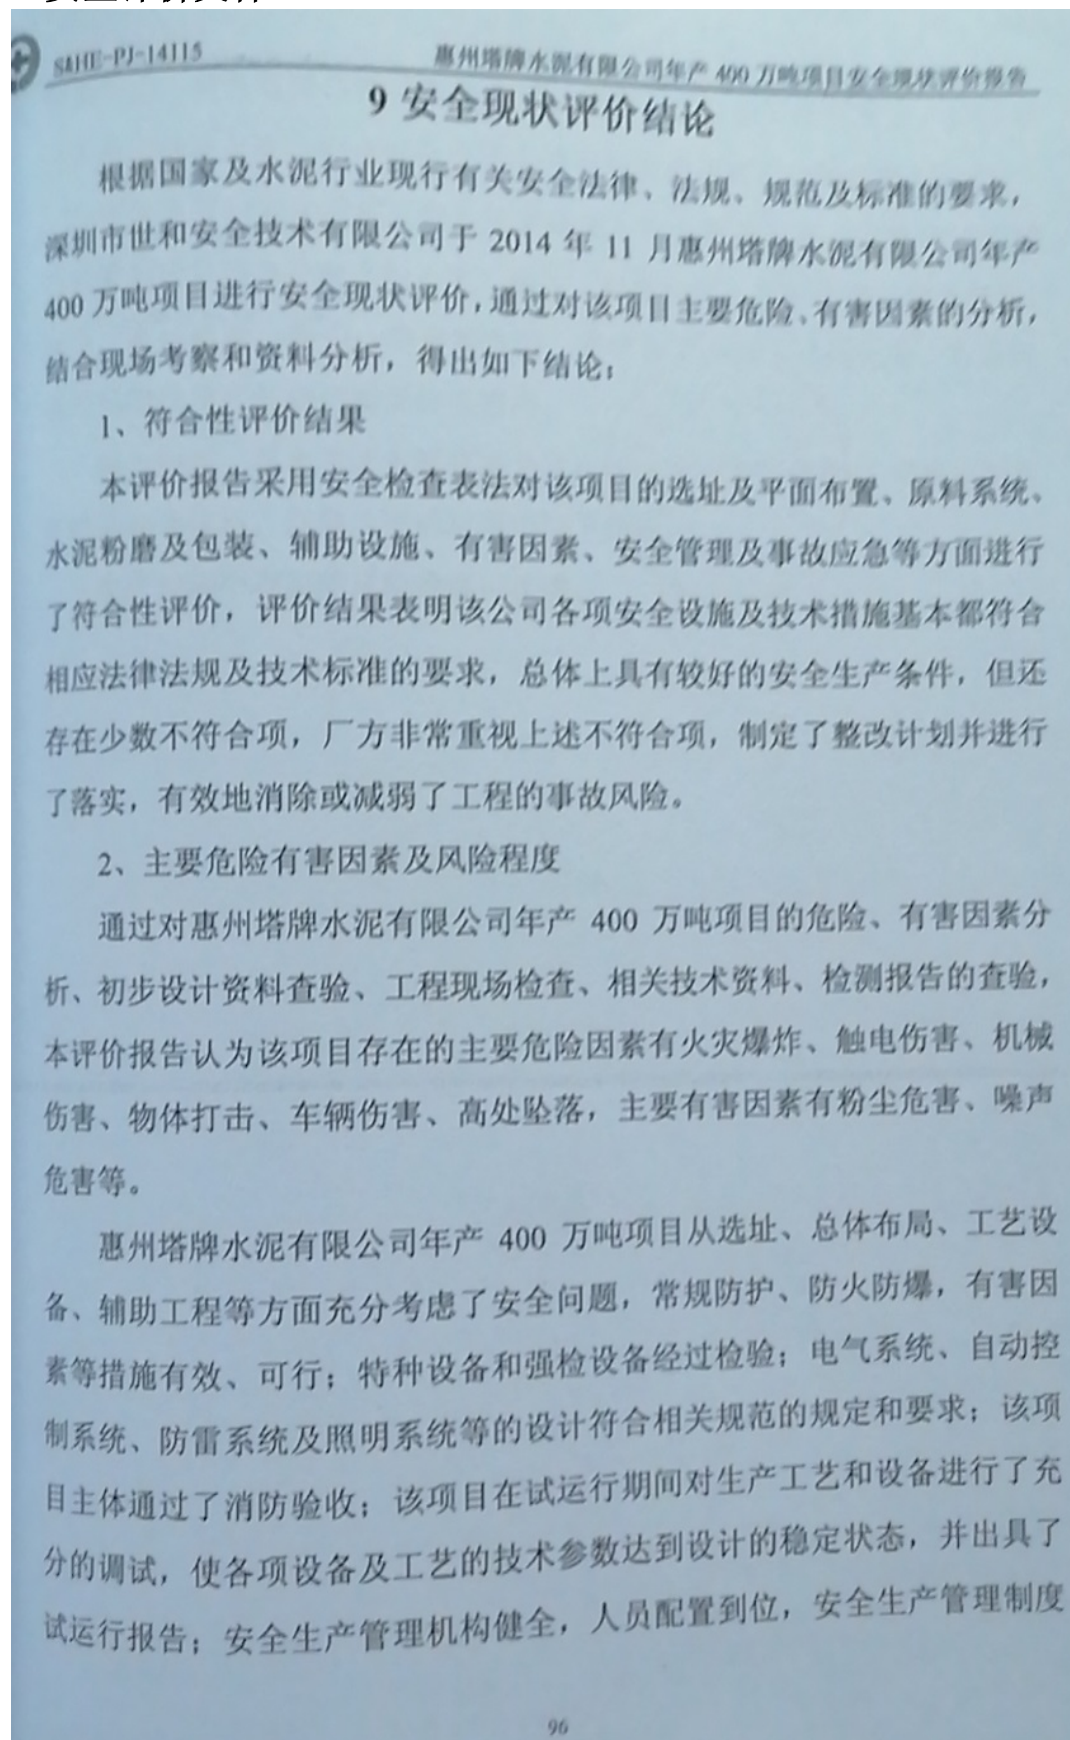 SAHE-PJ-14115
惠州塔牌水泥有限公司年产 400 万吨项目安全现状评价报告
9 安全现状评价结论
根据国家及水泥行业现行有关安全法律、法规、规范及标准的要求，
深圳市世和安全技术有限公司于 2014 年 11 月惠州塔牌水泥有限公司年产
400 万吨项目进行安全现状评价，通过对该项目主要危险、有害因素的分析，
结合现场考察和资料分析，得出如下结论：
1、符合性评价结果
本评价报告采用安全检查表法对该项目的选址及平面布置、原料系统、
水泥粉磨及包装、辅助设施、有害因素、安全管理及事故应急等方面进行
了符合性评价，评价结果表明该公司各项安全设施及技术措施基本都符合
相应法律法规及技术标准的要求，总体上具有较好的安全生产条件，但还
存在少数不符合项，厂方非常重视上述不符合项，制定了整改计划并进行
了落实，有效地消除或减弱了工程的事故风险。
2、主要危险有害因素及风险程度
通过对惠州塔牌水泥有限公司年产 400 万吨项目的危险、有害因素分
析、初步设计资料查验、工程现场检查、相关技术资料、检测报告的查验，
本评价报告认为该项目存在的主要危险因素有火灾爆炸、触电伤害、机械
伤害、物体打击、车辆伤害、高处坠落，主要有害因素有粉尘危害、噪声
危害等。
惠州塔牌水泥有限公司年产 400 万吨项目从选址、总体布局、工艺设
备、辅助工程等方面充分考虑了安全问题，常规防护、防火防爆，有害因
素等措施有效、可行；特种设备和强检设备经过检验；电气系统、自动控
制系统、防雷系统及照明系统等的设计符合相关规范的规定和要求；该项
目主体通过了消防验收；该项目在试运行期间对生产工艺和设备进行了充
分的调试，使各项设备及工艺的技术参数达到设计的稳定状态，并出具了
试运行报告；安全生产管理机构健全，人员配置到位，安全生产管理制度
96